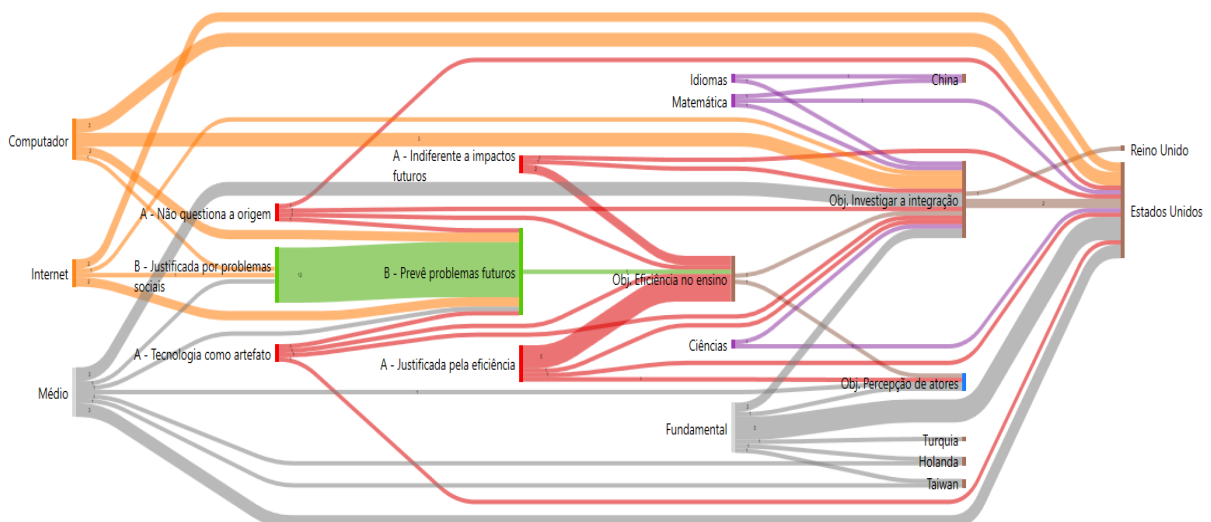 Idiomas
China
Matemática
Computador
Reino Unido
A - Indiferente a impactos
futuros
Obj. Investigar a integração
A - Não questiona a origem
Estados Unidos
B - Justificada por problemas
sociais
Internet
B - Prevê problemas futuros
Obj. Eficiência no ensino
Ciências
A - Tecnologia como artefato
A - Justificada pela eficiência
Obj. Percepção de atores
Médio
Fundamental
Turquia
Holanda
Taiwan